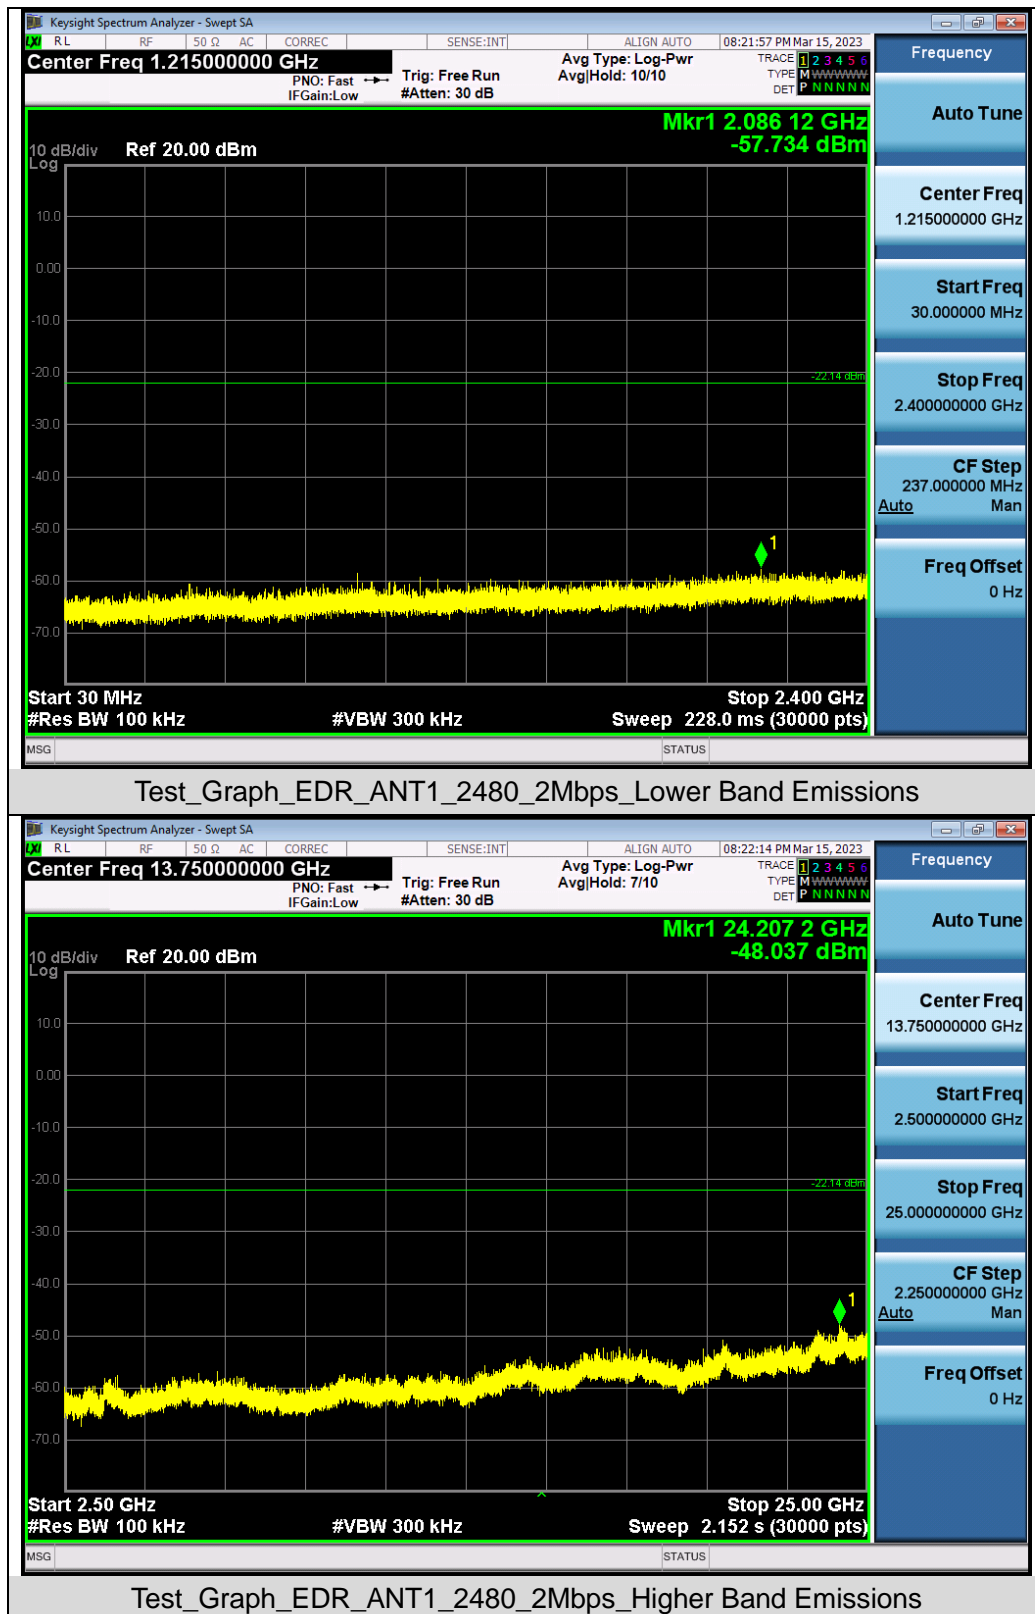 Keysight Spectrum Analyzer - Swept SA
LXI RL RF 50 Ω AC CORREC SENSE:INT ALIGN AUTO 08:21:57 PM Mar 15, 2023
Center Freq 1.215000000 GHz
PNO: Fast
IFGain:Low
Trig: Free Run
#Atten: 30 dB
Avg Type: Log-Pwr
Avg|Hold: 10/10
TRACE 1 2 3 4 5 6
TYPE M WWWWW
DET P N N N N N
Mkr1 2.086 12 GHz
-57.734 dBm
10 dB/div Ref 20.00 dBm
Log
10.0
0.00
-10.0
-20.0
-22.14 dBm
-30.0
-40.0
-50.0
1
-60.0
-70.0
Start 30 MHz Stop 2.400 GHz
#Res BW 100 kHz #VBW 300 kHz Sweep 228.0 ms (30000 pts)
MSG STATUS
Frequency
Auto Tune
Center Freq
1.215000000 GHz
Start Freq
30.000000 MHz
Stop Freq
2.400000000 GHz
CF Step
237.000000 MHz
Auto Man
Freq Offset
0 Hz
Test_Graph_EDR_ANT1_2480_2Mbps_Lower Band Emissions
Keysight Spectrum Analyzer - Swept SA
LXI RL RF 50 Ω AC CORREC SENSE:INT ALIGN AUTO 08:22:14 PM Mar 15, 2023
Center Freq 13.750000000 GHz
PNO: Fast
IFGain:Low
Trig: Free Run
#Atten: 30 dB
Avg Type: Log-Pwr
Avg|Hold: 7/10
TRACE 1 2 3 4 5 6
TYPE M WWWWW
DET P N N N N N
Mkr1 24.207 2 GHz
-48.037 dBm
10 dB/div Ref 20.00 dBm
Log
10.0
0.00
-10.0
-20.0
-22.14 dBm
-30.0
-40.0
1
-50.0
-60.0
-70.0
Start 2.50 GHz Stop 25.00 GHz
#Res BW 100 kHz #VBW 300 kHz Sweep 2.152 s (30000 pts)
MSG STATUS
Frequency
Auto Tune
Center Freq
13.750000000 GHz
Start Freq
2.500000000 GHz
Stop Freq
25.000000000 GHz
CF Step
2.250000000 GHz
Auto Man
Freq Offset
0 Hz
Test_Graph_EDR_ANT1_2480_2Mbps_Higher Band Emissions